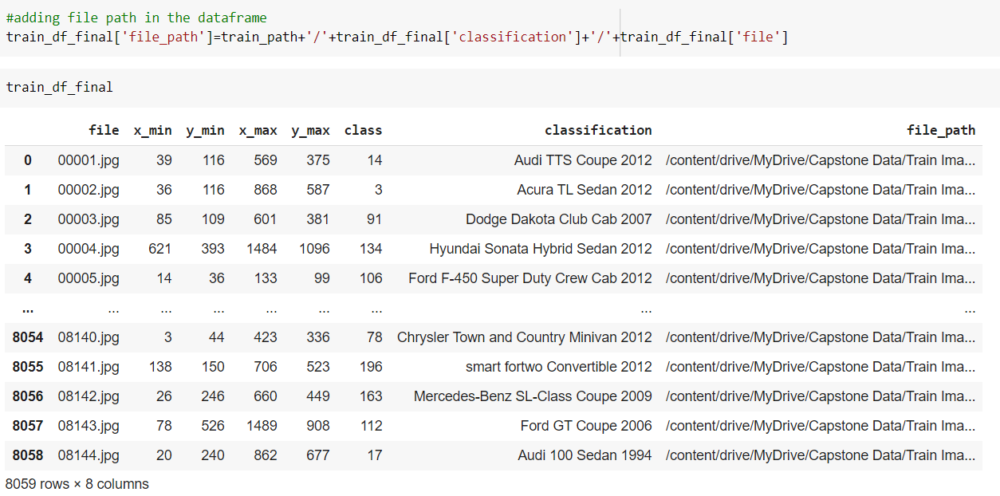 #adding file path in the dataframe
train_df_final['file_path']=train_path+'/'+train_df_final['classification']+'/'+train_df_final['file']
train_df_final
file x_min y_min x_max y_max class classification file_path
0 00001.jpg 39 116 569 375 14 Audi TTS Coupe 2012 /content/drive/MyDrive/Capstone Data/Train Ima...
1 00002.jpg 36 116 868 587 3 Acura TL Sedan 2012 /content/drive/MyDrive/Capstone Data/Train Ima...
2 00003.jpg 85 109 601 381 91 Dodge Dakota Club Cab 2007 /content/drive/MyDrive/Capstone Data/Train Ima...
3 00004.jpg 621 393 1484 1096 134 Hyundai Sonata Hybrid Sedan 2012 /content/drive/MyDrive/Capstone Data/Train Ima...
4 00005.jpg 14 36 133 99 106 Ford F-450 Super Duty Crew Cab 2012 /content/drive/MyDrive/Capstone Data/Train Ima...
... ... ... ... ... ... ... ... ...
8054 08140.jpg 3 44 423 336 78 Chrysler Town and Country Minivan 2012 /content/drive/MyDrive/Capstone Data/Train Ima...
8055 08141.jpg 138 150 706 523 196 smart fortwo Convertible 2012 /content/drive/MyDrive/Capstone Data/Train Ima...
8056 08142.jpg 26 246 660 449 163 Mercedes-Benz SL-Class Coupe 2009 /content/drive/MyDrive/Capstone Data/Train Ima...
8057 08143.jpg 78 526 1489 908 112 Ford GT Coupe 2006 /content/drive/MyDrive/Capstone Data/Train Ima...
8058 08144.jpg 20 240 862 677 17 Audi 100 Sedan 1994 /content/drive/MyDrive/Capstone Data/Train Ima...
8059 rows × 8 columns